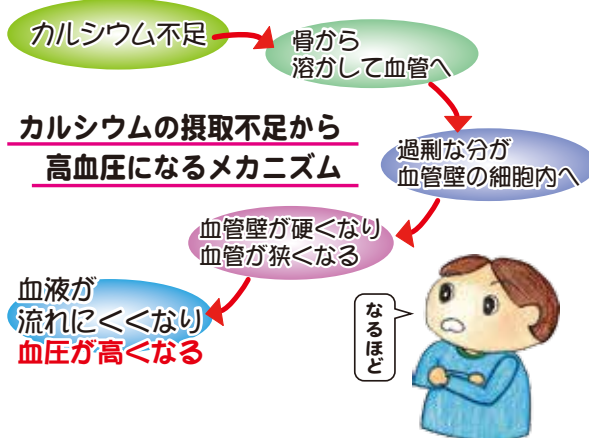 カルシウム不足
骨から
溶かして血管へ
カルシウムの摂取不足から
高血圧になるメカニズム
過剰な分が
血管壁の細胞内へ
血管壁が硬くなり
血管が狭くなる
血液が
流れにくくなり
血圧が高くなる
なるほど